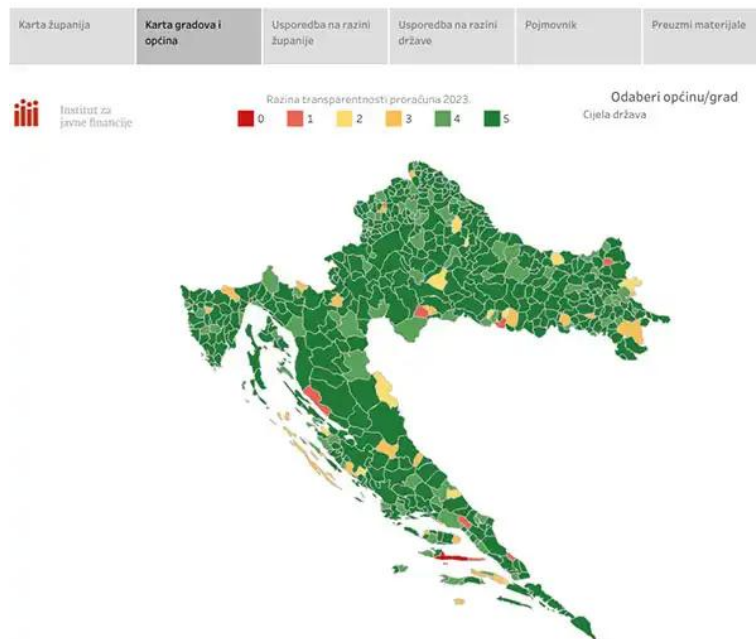 Karta županija
Karta gradova i
općina
Usporedba na razini
županije
Usporedba na razini
države
Pojmovnik
Preuzmi materijale
Institut za
javne financije
Razina transparentnosti proračuna 2023.
0 1 2 3 4 5
Odaberi općinu/grad
Cijela država